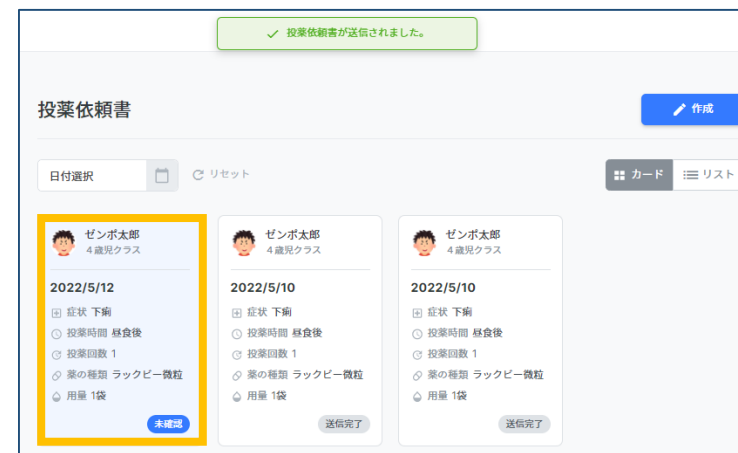 投薬依頼書が送信されました。
投薬依頼書
作成
日付選択
リセット
カード
リスト
ゼンポ太郎
4歳児クラス
2022/5/12
症状 下痢
投薬時間 昼食後
投薬回数 1
薬の種類 ラックビー微粒
用量 1袋
未確認
ゼンポ太郎
4歳児クラス
2022/5/10
症状 下痢
投薬時間 昼食後
投薬回数 1
薬の種類 ラックビー微粒
用量 1袋
送信完了
ゼンポ太郎
4歳児クラス
2022/5/10
症状 下痢
投薬時間 昼食後
投薬回数 1
薬の種類 ラックビー微粒
用量 1袋
送信完了